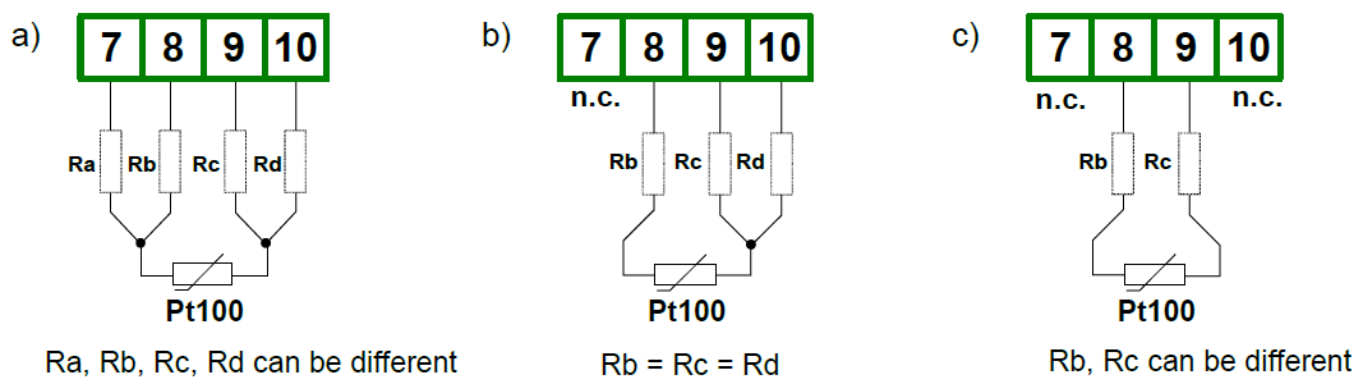 a)
7 8 9 10
Ra Rb Rc Rd
Pt100
Ra, Rb, Rc, Rd can be different
b)
7 8 9 10
n.c.
Rb Rc Rd
Pt100
Rb = Rc = Rd
c)
7 8 9 10
n.c. n.c.
Rb Rc
Pt100
Rb, Rc can be different